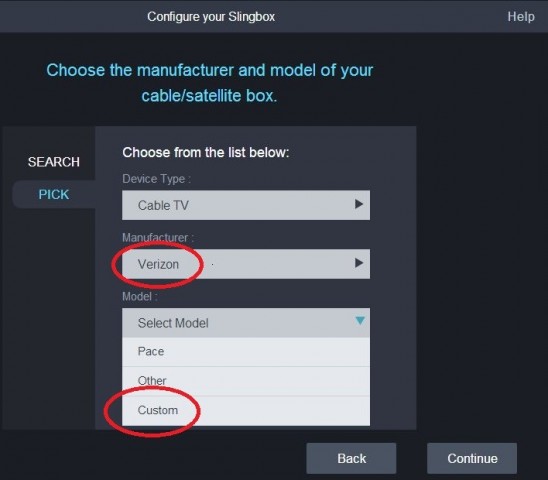 Configure your Slingbox
Help
Choose the manufacturer and model of your
cable/satellite box.
SEARCH
PICK
Choose from the list below:
Device Type :
Cable TV
Manufacturer :
Verizon
Model :
Select Model
Pace
Other
Custom
Back
Continue